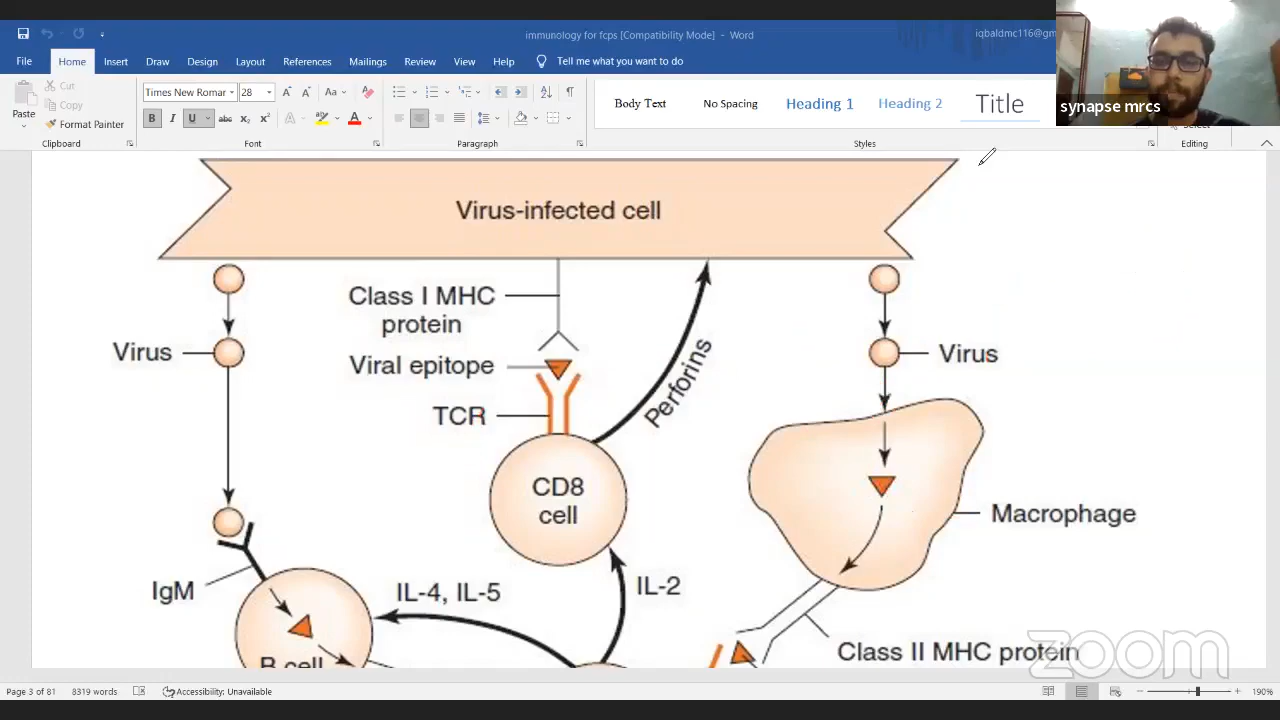 immunology for fcps [Compatibility Mode] - Word
iqbaldmc116@gm
File Home Insert Draw Design Layout References Mailings Review View Help Tell me what you want to do
Paste
Cut
Copy
Format Painter
Times New Romar 28
Body Text No Spacing Heading 1 Heading 2 Title
synapse mrcs
Clipboard Font Paragraph Styles Editing
Virus-infected cell
Class I MHC
protein
Virus
Viral epitope
TCR
Perforins
Virus
CD8
cell
Macrophage
IgM
IL-4, IL-5
IL-2
B cell
Class II MHC protein
zoom
Page 3 of 81 8319 words Accessibility: Unavailable 190%